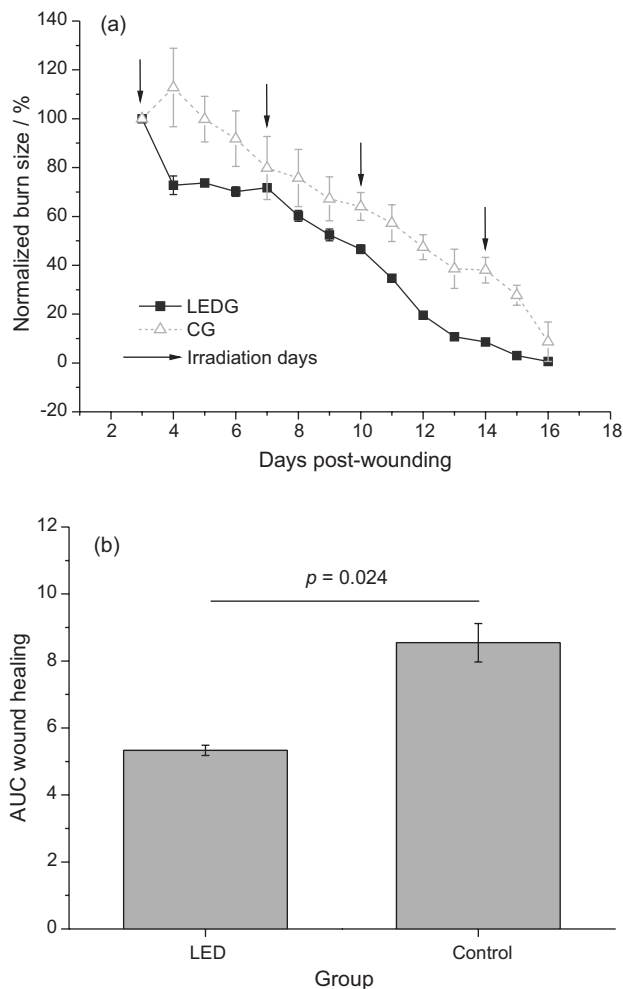 (a)
140
120
100
80
60
40
20
0
-20
Normalized burn size / %
LEDG
CG
Irradiation days
2 4 6 8 10 12 14 16 18
Days post-wounding
(b)
12
10
8
6
4
2
0
AUC wound healing
p = 0.024
LED Control
Group